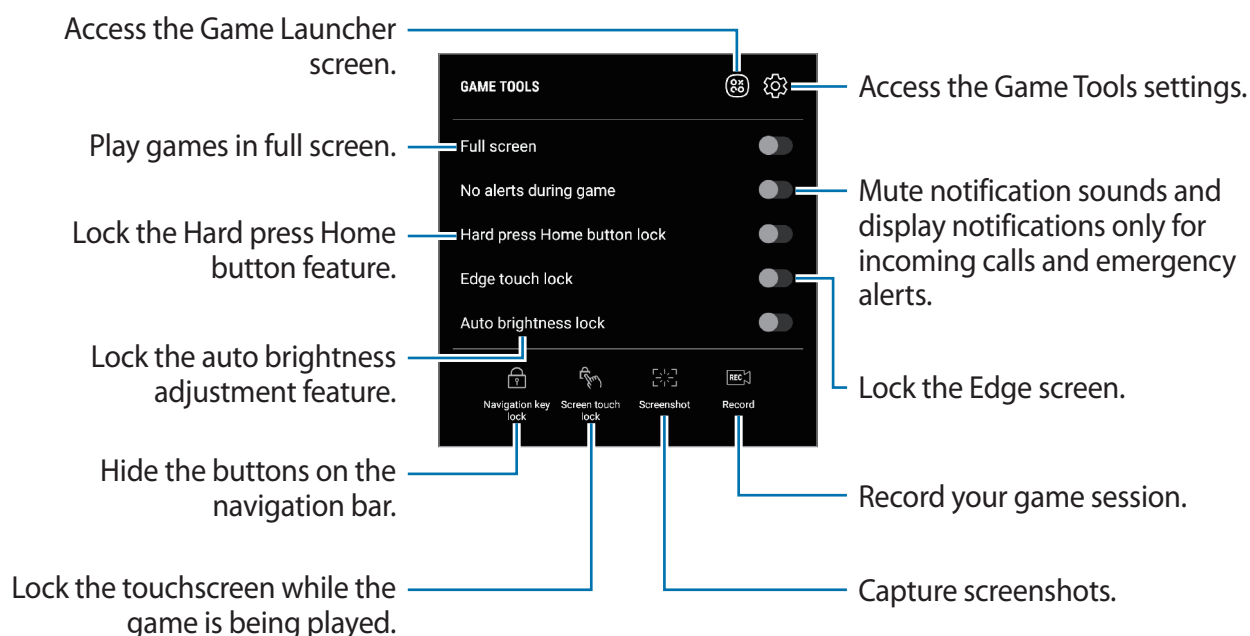 Access the Game Launcher
screen.
GAME TOOLS
Access the Game Tools settings.
Play games in full screen.
Full screen
No alerts during game
Mute notification sounds and
display notifications only for
incoming calls and emergency
alerts.
Lock the Hard press Home
button feature.
Hard press Home button lock
Edge touch lock
Auto brightness lock
Lock the auto brightness
adjustment feature.
Lock the Edge screen.
REC
Navigation key
lock
Screen touch
lock
Screenshot
Record
Hide the buttons on the
navigation bar.
Record your game session.
Lock the touchscreen while the
game is being played.
Capture screenshots.